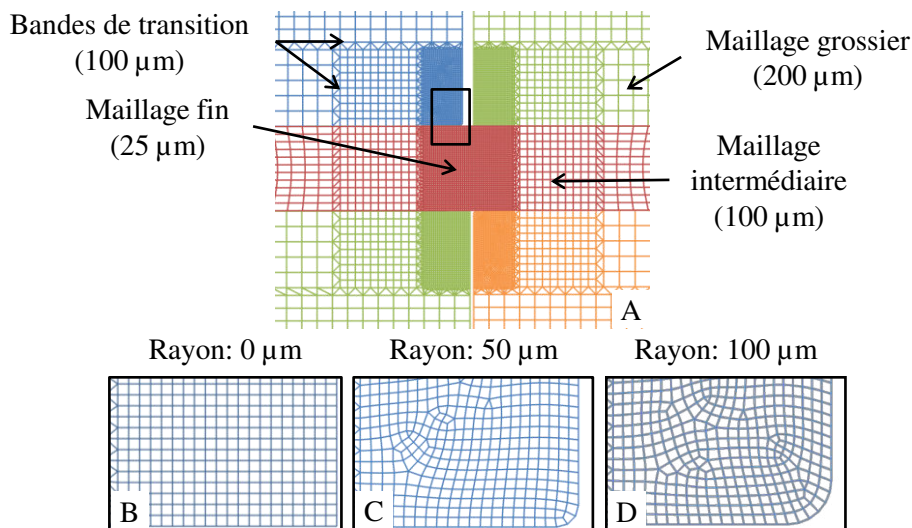 Bandes de transition
(100 µm)
Maillage fin
(25 µm)
Maillage grossier
(200 µm)
Maillage
intermédiaire
(100 µm)
A
Rayon: 0 µm
Rayon: 50 µm
Rayon: 100 µm
B
C
D